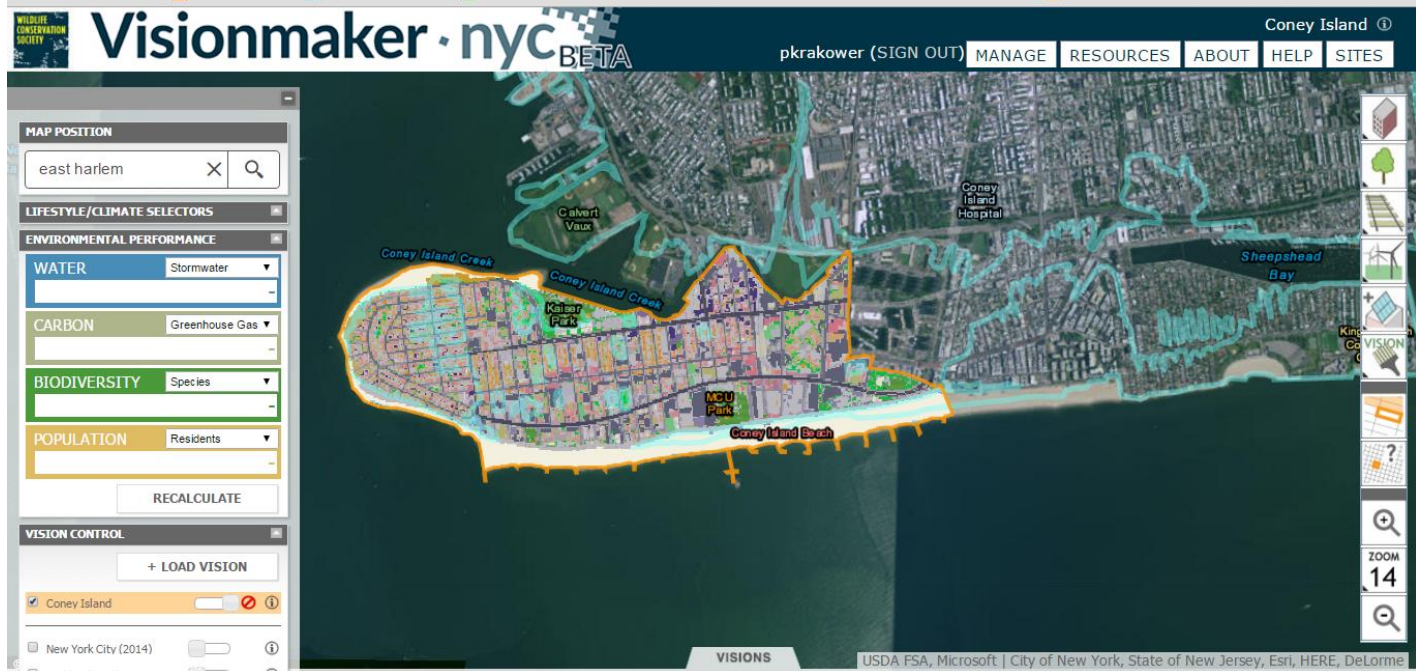 WILDLIFE
CONSERVATION
SOCIETY
Visionmaker · nyc BETA
Coney Island
pkrakower (SIGN OUT) MANAGE RESOURCES ABOUT HELP SITES
MAP POSITION
east harlem
LIFESTYLE/CLIMATE SELECTORS
ENVIRONMENTAL PERFORMANCE
WATER Stormwater
-
CARBON Greenhouse Gas
-
BIODIVERSITY Species
-
POPULATION Residents
-
RECALCULATE
VISION CONTROL
+ LOAD VISION
Coney Island
New York City (2014)
Calvert
Vaux
Coney
Island
Hospital
Coney Island Creek
Coney Island Creek
Sheepshead
Bay
Kaiser
Park
MCU
Park
Coney Island Beach
VISION
?
ZOOM
14
VISIONS
USDA FSA, Microsoft | City of New York, State of New Jersey, Esri, HERE, DeLorme